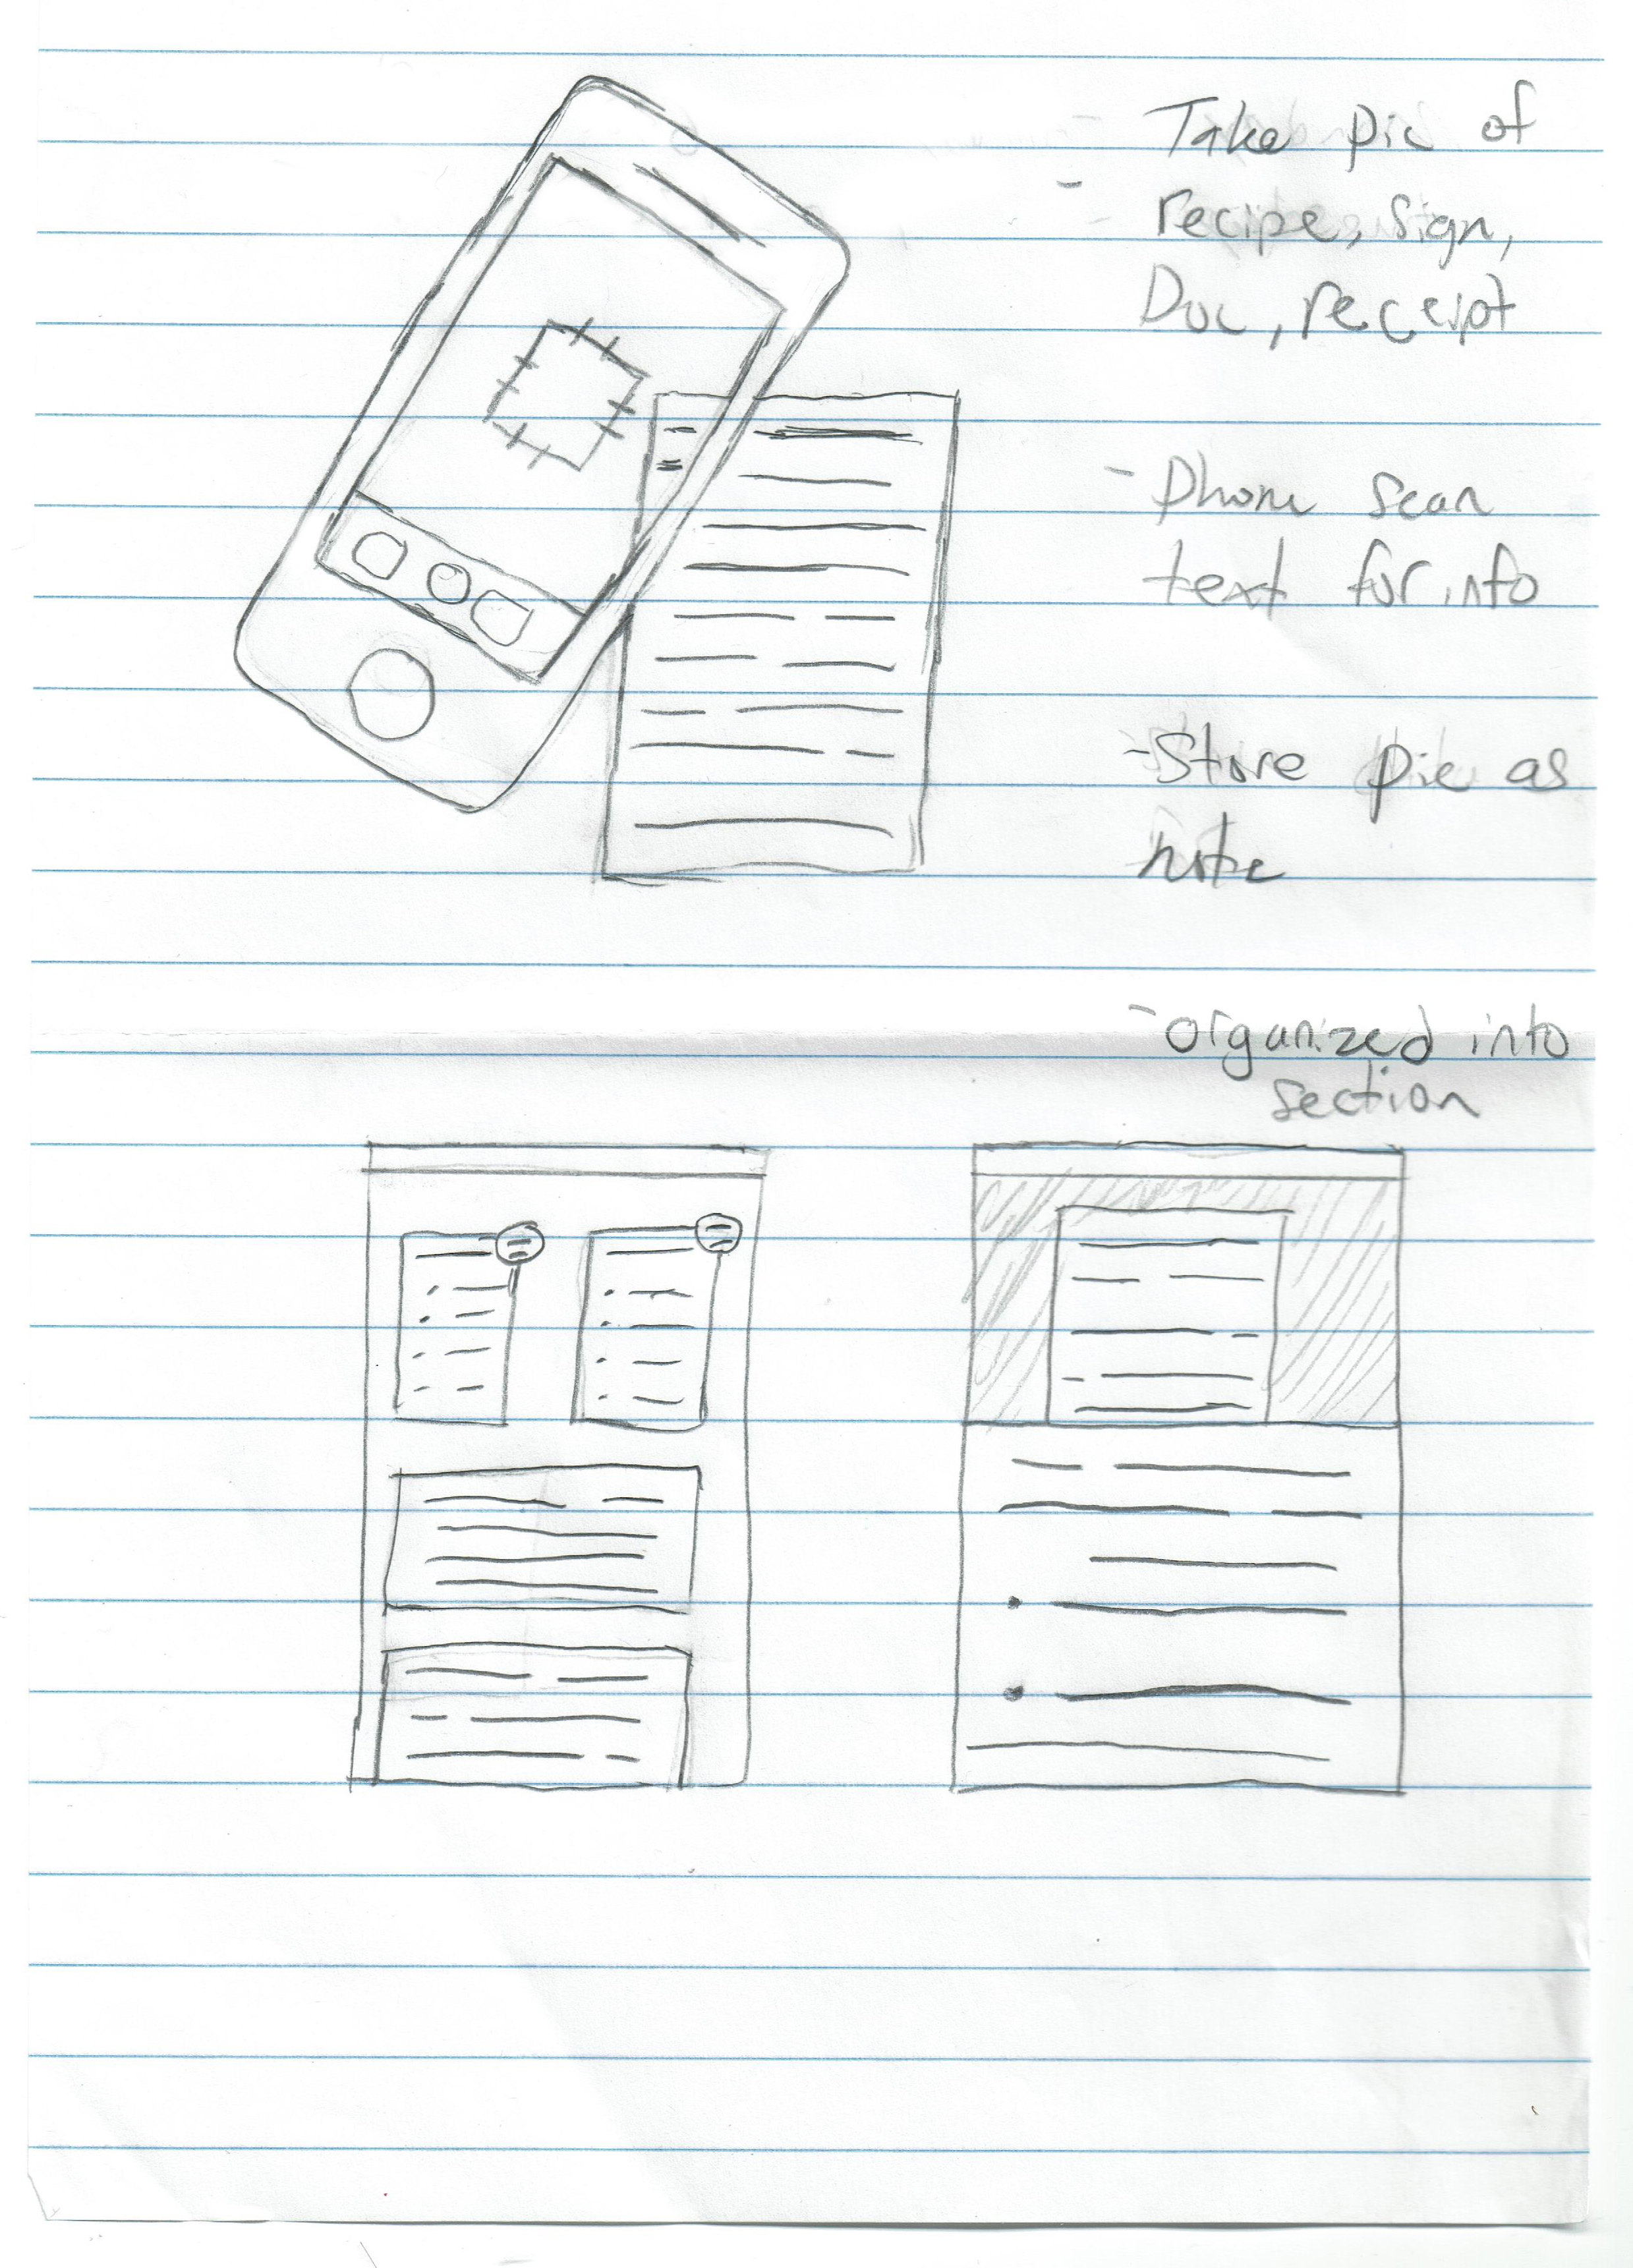 - Take pic of
recipe, sign,
Doc, receipt
- phone scan
text for info
- Store pic as
note
- organized into
section